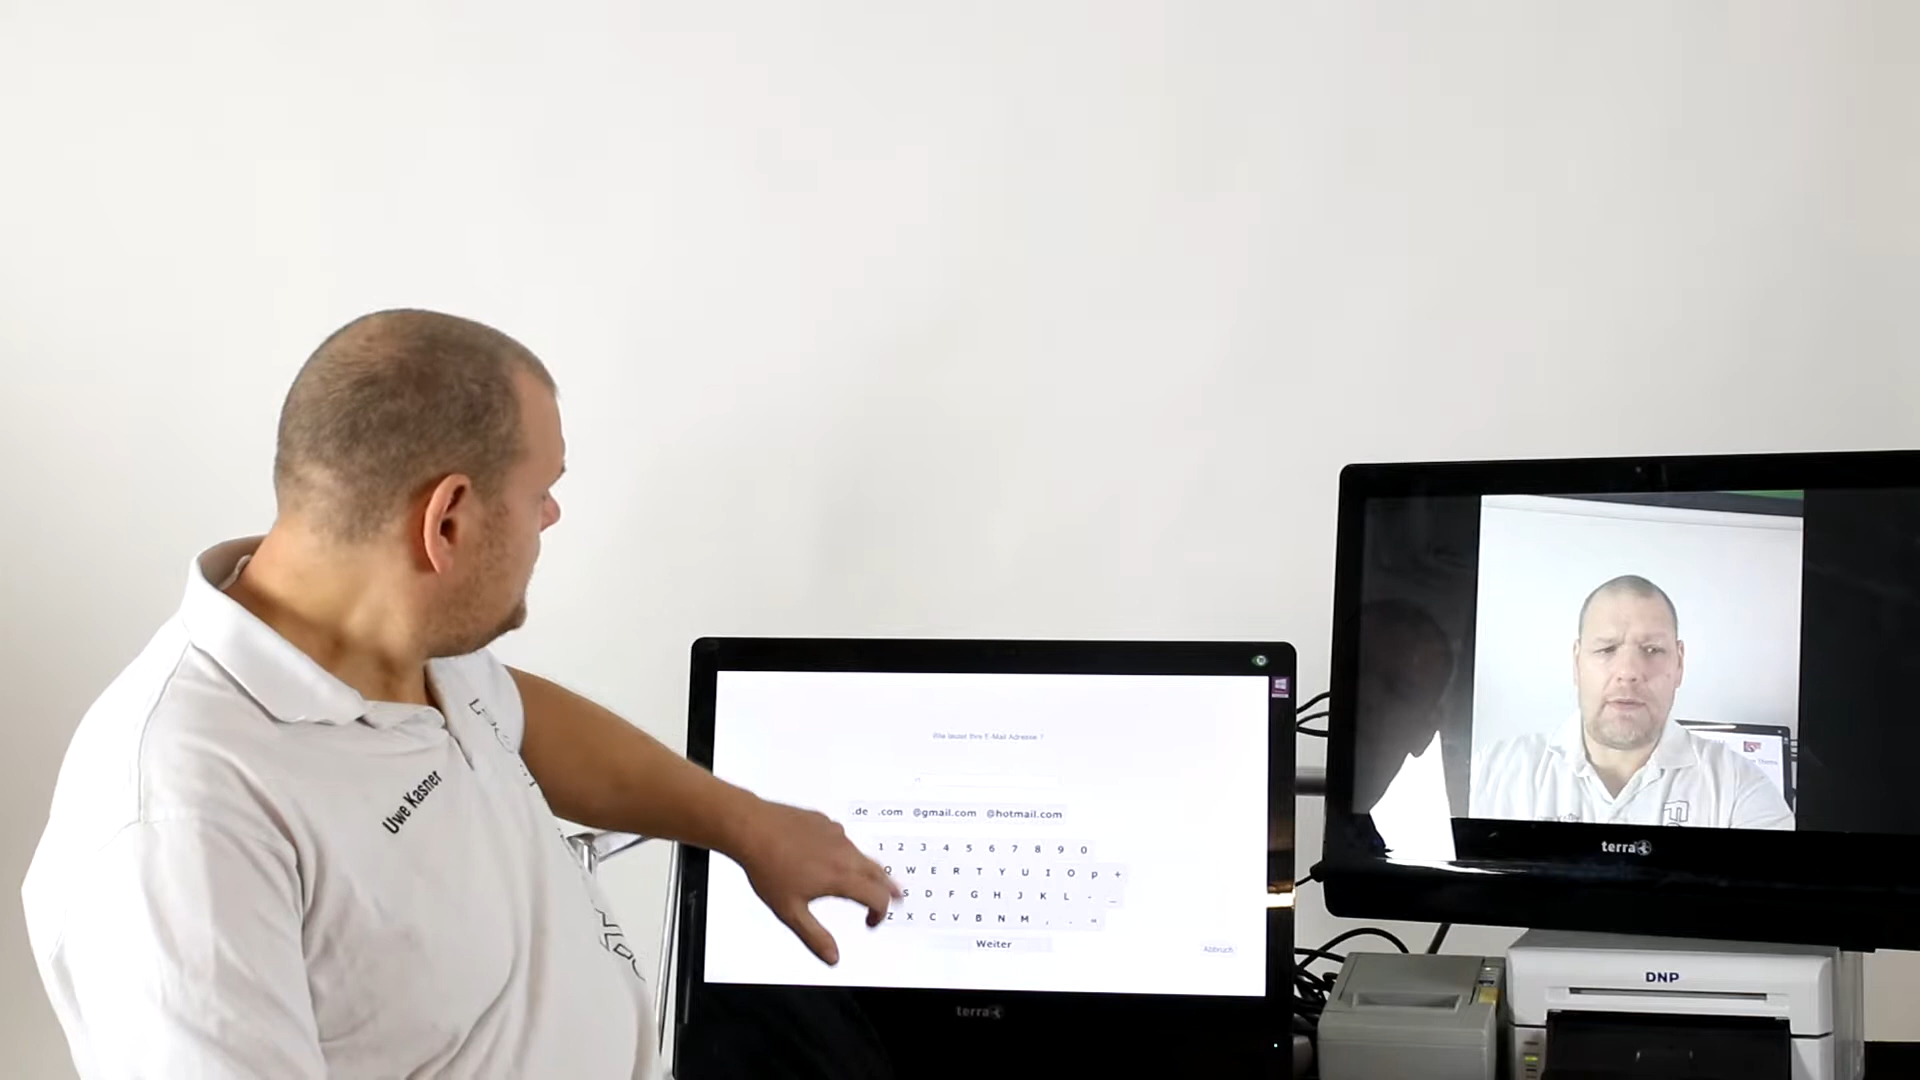 Uwe Kasner
Wie lautet Ihre E-Mail Adresse ?
.de .com @gmail.com @hotmail.com
1 2 3 4 5 6 7 8 9 0
Q W E R T Y U I O P +
S D F G H J K L - _
Z X C V B N M , .
Weiter
Abbruch
terra
terra
DNP